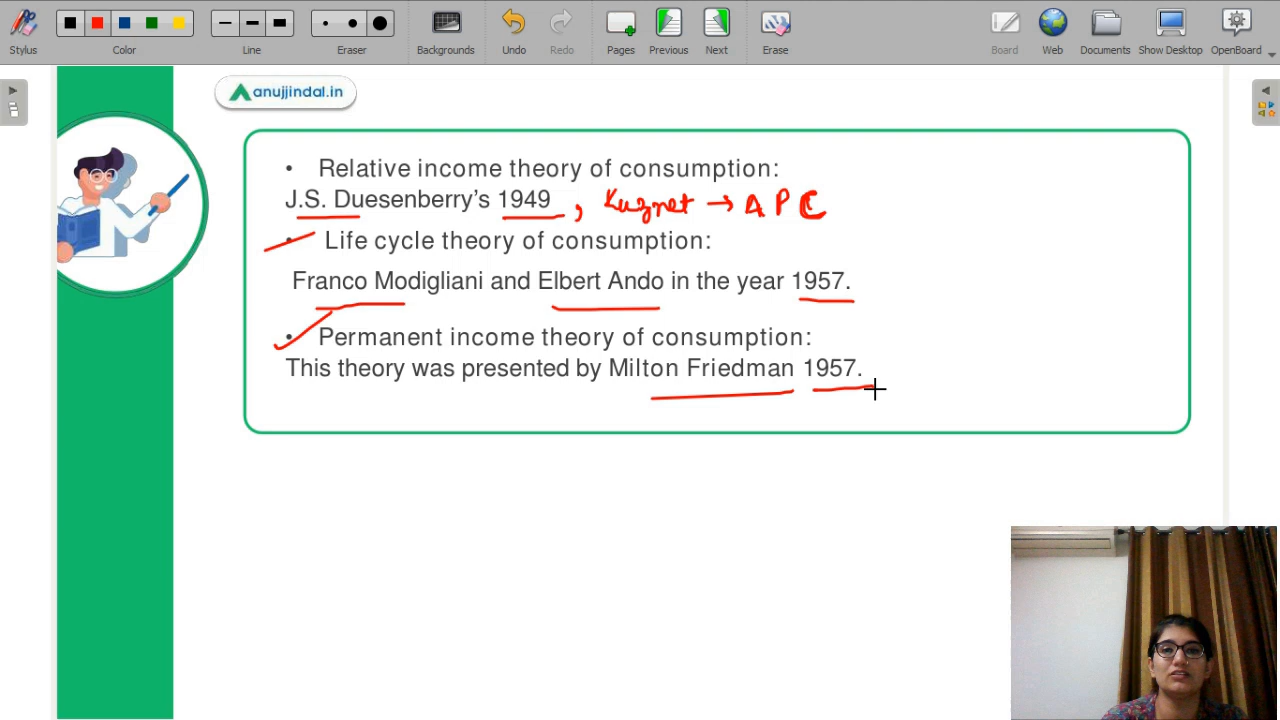 Stylus
Color
Line
Eraser
Backgrounds
Undo
Redo
Pages
Previous
Next
Erase
Board
Web
Documents
Show Desktop
OpenBoard
anujjindal.in
• Relative income theory of consumption:
J.S. Duesenberry's 1949 , Kuznet → APC
• Life cycle theory of consumption:
Franco Modigliani and Elbert Ando in the year 1957.
• Permanent income theory of consumption:
This theory was presented by Milton Friedman 1957.